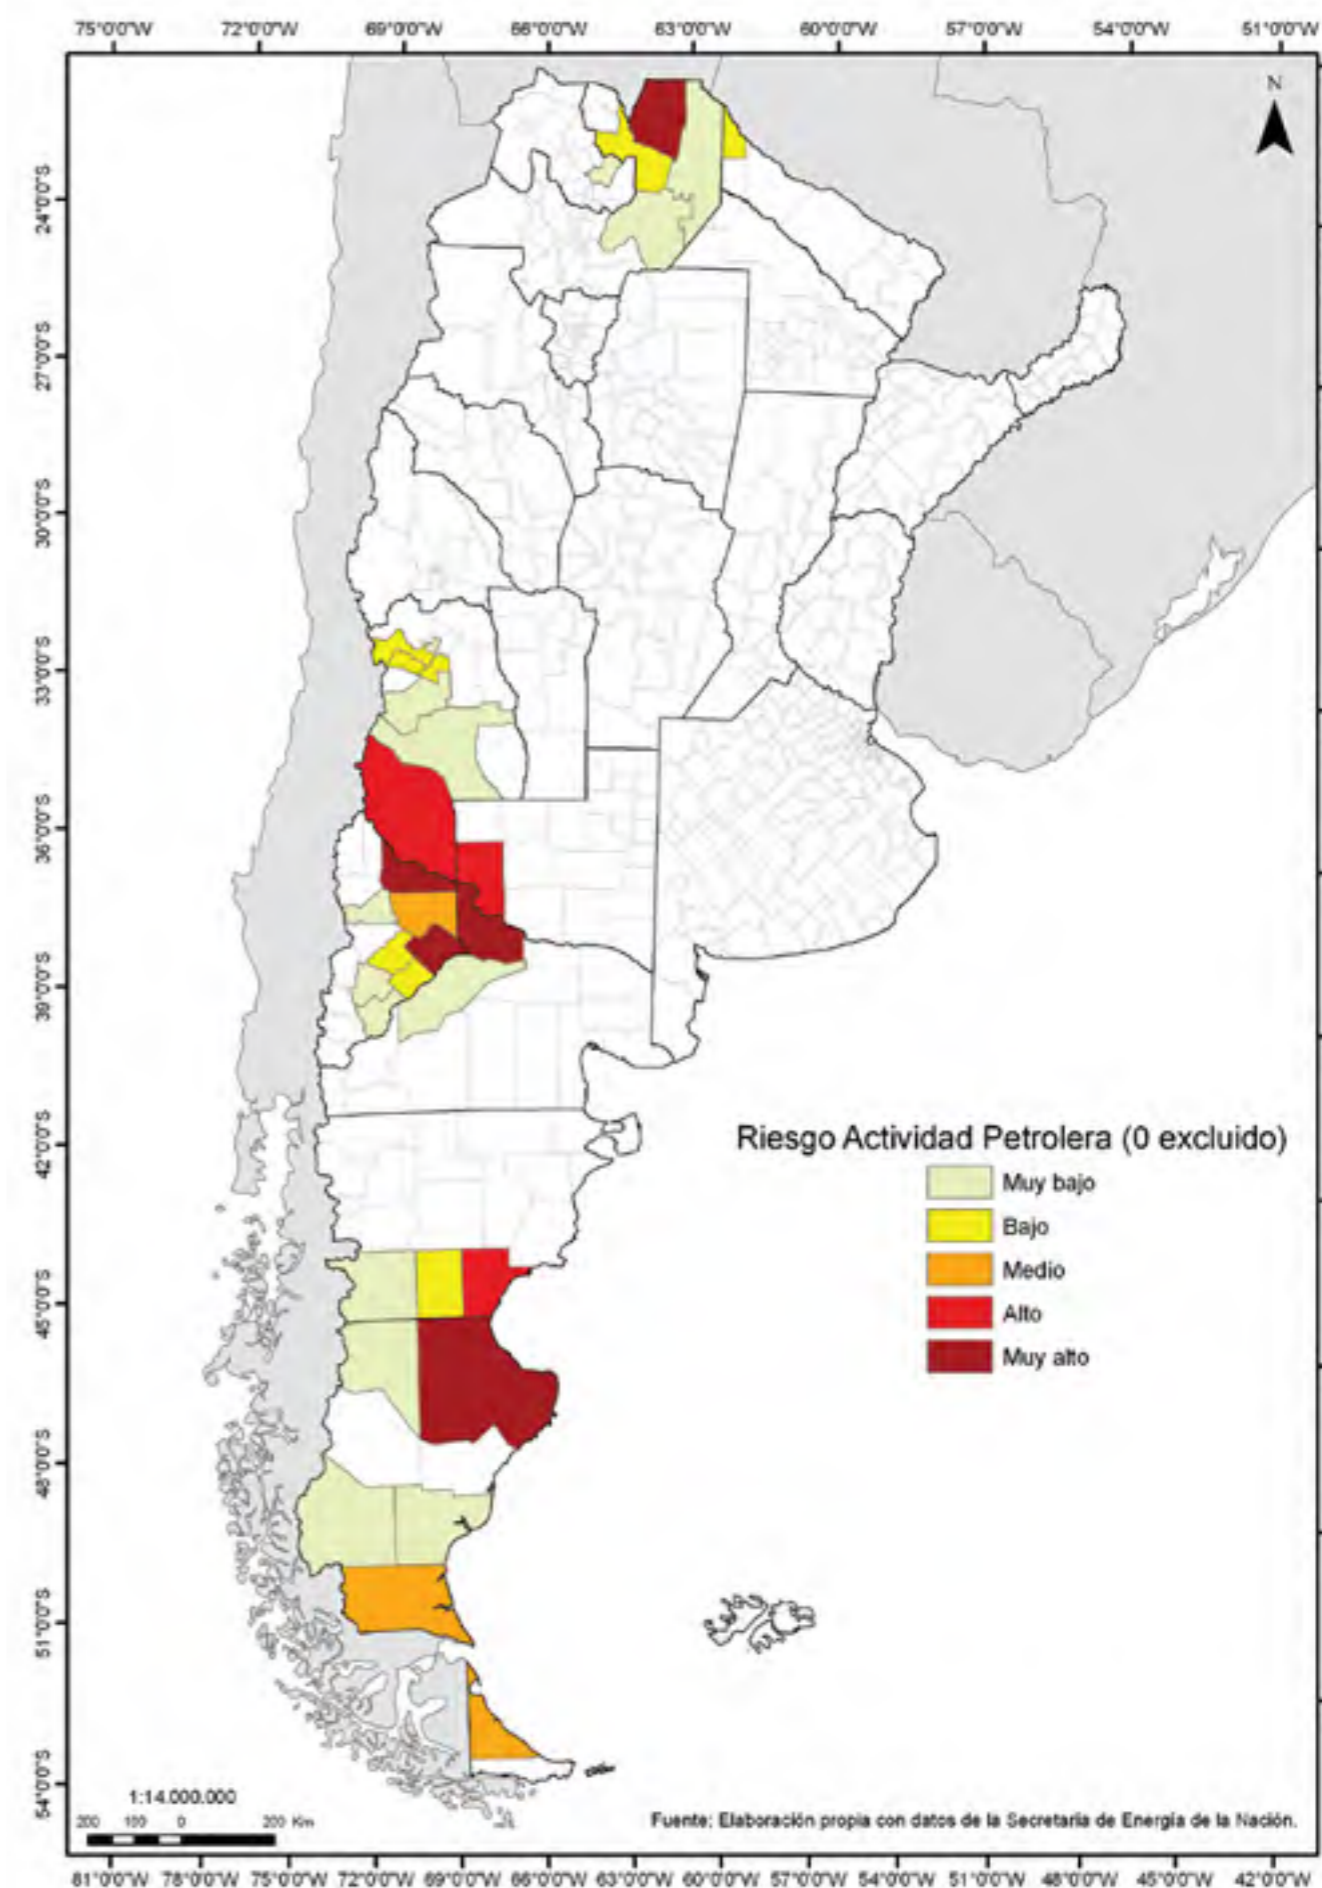 75°0'0"W 72°0'0"W 69°0'0"W 66°0'0"W 63°0'0"W 60°0'0"W 57°0'0"W 54°0'0"W 51°0'0"W
N
24°0'0"S
27°0'0"S
30°0'0"S
33°0'0"S
36°0'0"S
39°0'0"S
42°0'0"S
45°0'0"S
48°0'0"S
51°0'0"S
54°0'0"S
Riesgo Actividad Petrolera (0 excluido)
Muy bajo
Bajo
Medio
Alto
Muy alto
1:14.000.000
200 100 0 200 Km
Fuente: Elaboración propia con datos de la Secretaría de Energía de la Nación.
81°0'0"W 78°0'0"W 75°0'0"W 72°0'0"W 69°0'0"W 66°0'0"W 63°0'0"W 60°0'0"W 57°0'0"W 54°0'0"W 51°0'0"W 48°0'0"W 45°0'0"W 42°0'0"W